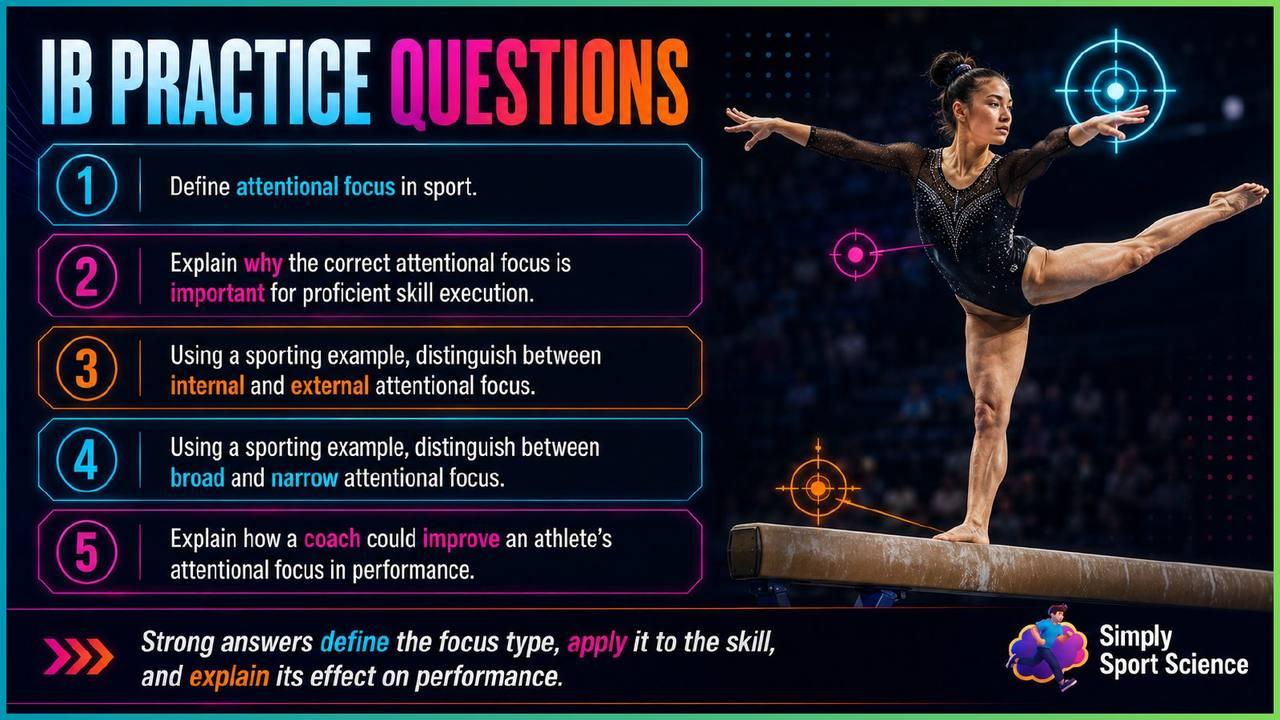 IB PRACTICE QUESTIONS
1
Define attentional focus in sport.
2
Explain why the correct attentional focus is
important for proficient skill execution.
3
Using a sporting example, distinguish between
internal and external attentional focus.
4
Using a sporting example, distinguish between
broad and narrow attentional focus.
5
Explain how a coach could improve an athlete’s
attentional focus in performance.
Strong answers define the focus type, apply it to the skill,
and explain its effect on performance.
Simply
Sport Science